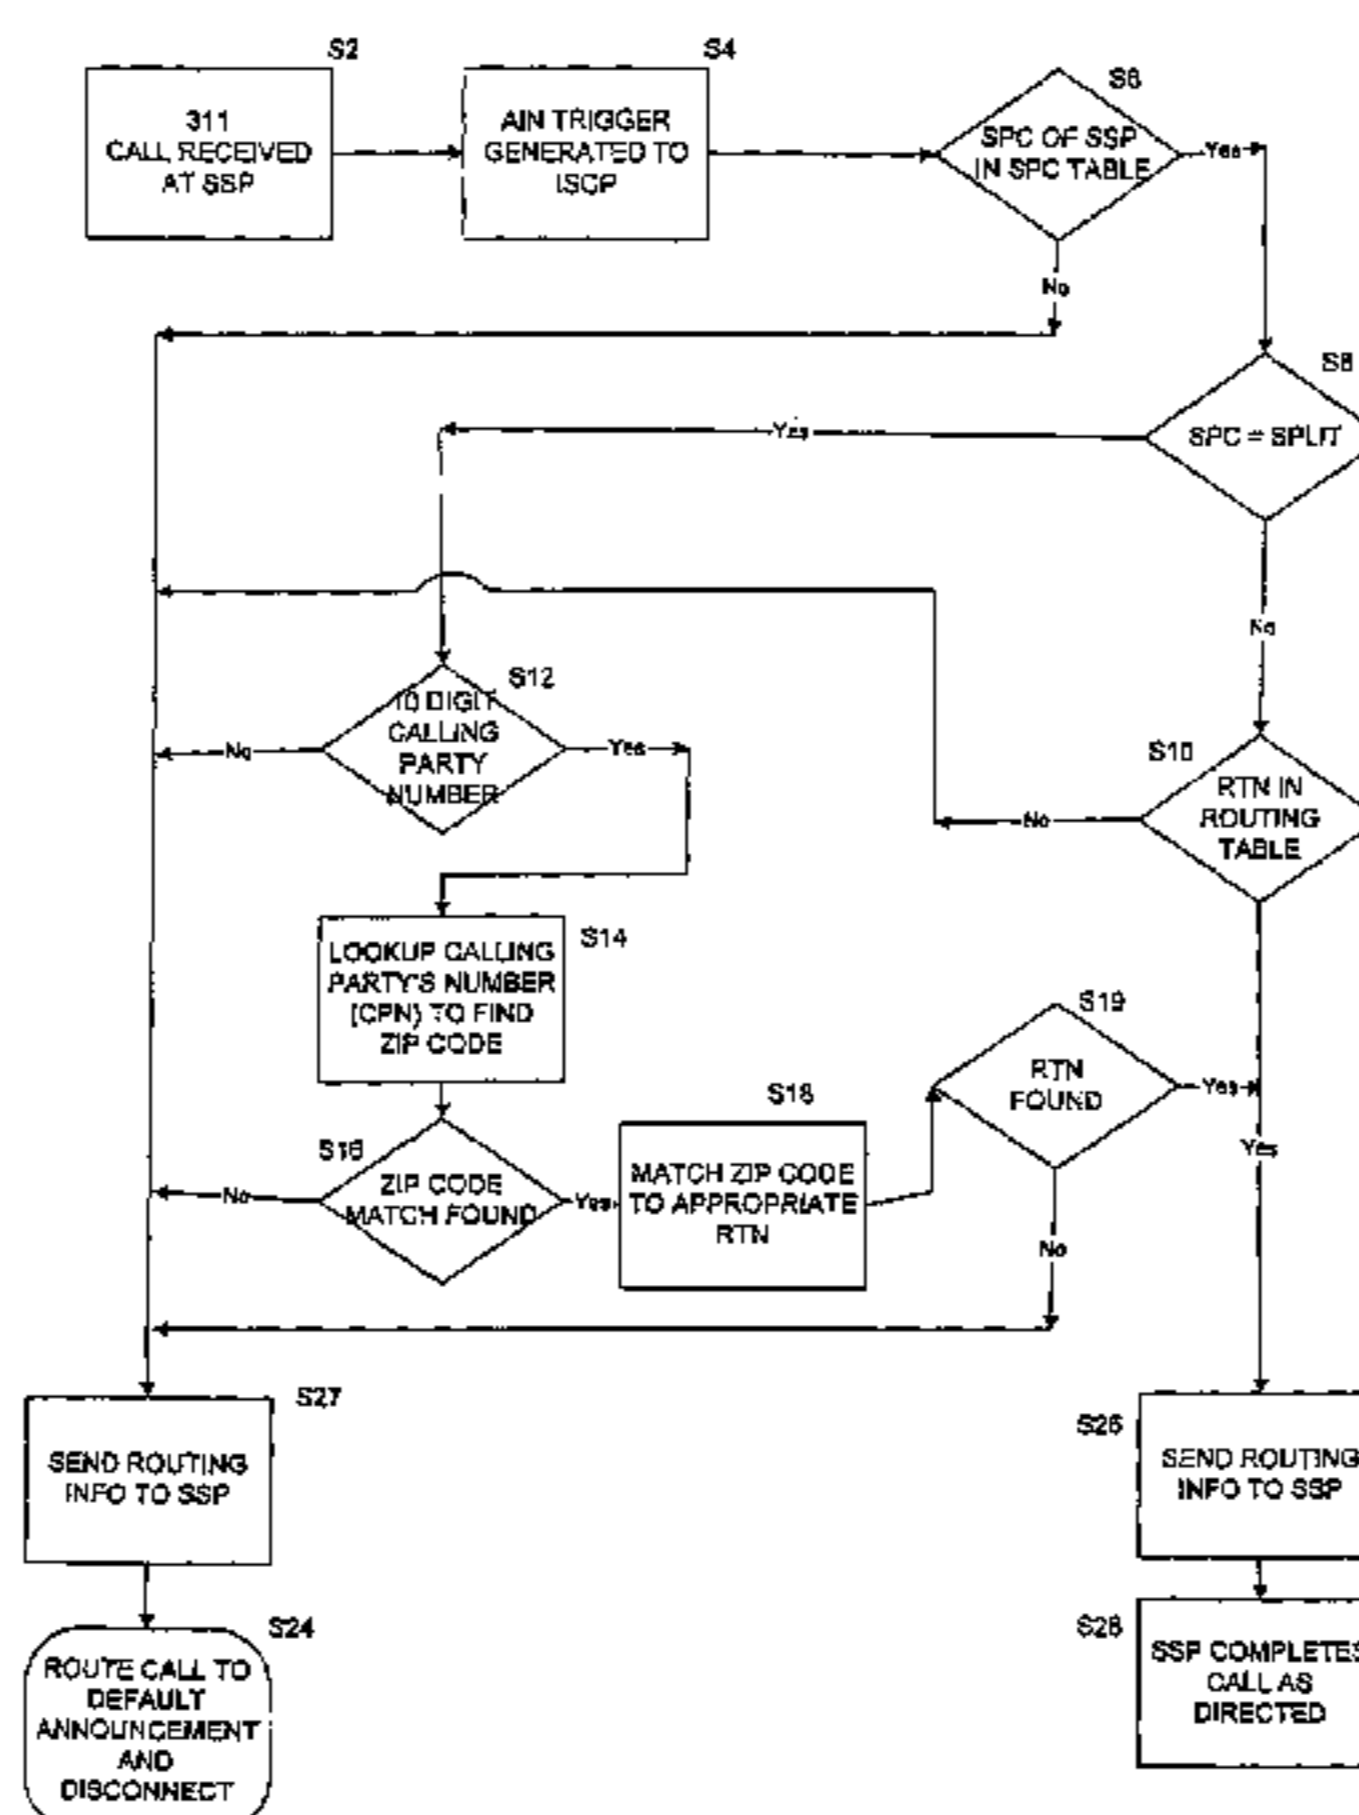 S2
311
CALL RECEIVED
AT SSP
S4
AIN TRIGGER
GENERATED TO
ISCP
S6
SPC OF SSP
IN SPC TABLE
Yes
No
S8
SPC = SPLIT
Yes
No
S12
10 DIGIT
CALLING
PARTY
NUMBER
No
Yes
S10
RTN IN
ROUTING
TABLE
No
Yes
S14
LOOKUP CALLING
PARTY'S NUMBER
(CPN) TO FIND
ZIP CODE
S16
ZIP CODE
MATCH FOUND
No
Yes
S18
MATCH ZIP CODE
TO APPROPRIATE
RTN
S19
RTN
FOUND
Yes
No
S27
SEND ROUTING
INFO TO SSP
S24
ROUTE CALL TO
DEFAULT
ANNOUNCEMENT
AND
DISCONNECT
S26
SEND ROUTING
INFO TO SSP
S28
SSP COMPLETES
CALL AS
DIRECTED